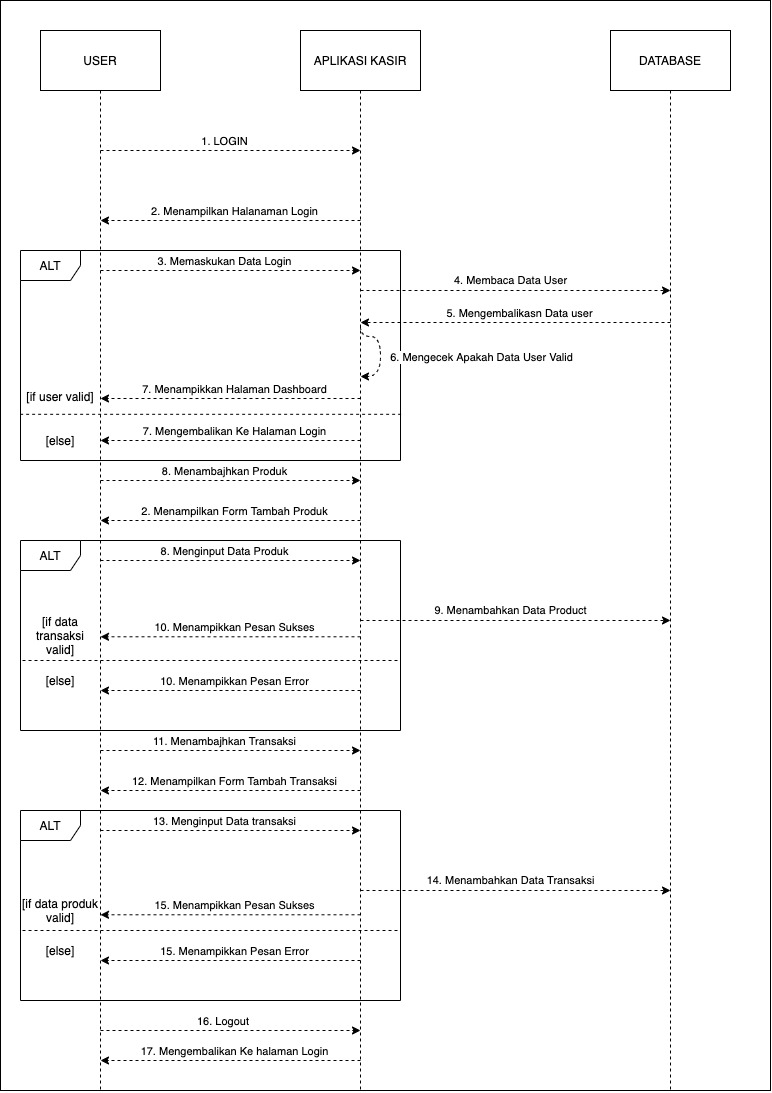 USER
APLIKASI KASIR
DATABASE
1. LOGIN
2. Menampilkan Halanaman Login
ALT
3. Memaskukan Data Login
4. Membaca Data User
5. Mengembalikasn Data user
6. Mengecek Apakah Data User Valid
7. Menampikkan Halaman Dashboard
[if user valid]
7. Mengembalikan Ke Halaman Login
[else]
8. Menambajhkan Produk
2. Menampilkan Form Tambah Produk
ALT
8. Menginput Data Produk
9. Menambahkan Data Product
[if data
transaksi
valid]
10. Menampikkan Pesan Sukses
[else]
10. Menampikkan Pesan Error
11. Menambajhkan Transaksi
12. Menampilkan Form Tambah Transaksi
ALT
13. Menginput Data transaksi
14. Menambahkan Data Transaksi
[if data produk
valid]
15. Menampikkan Pesan Sukses
[else]
15. Menampikkan Pesan Error
16. Logout
17. Mengembalikan Ke halaman Login